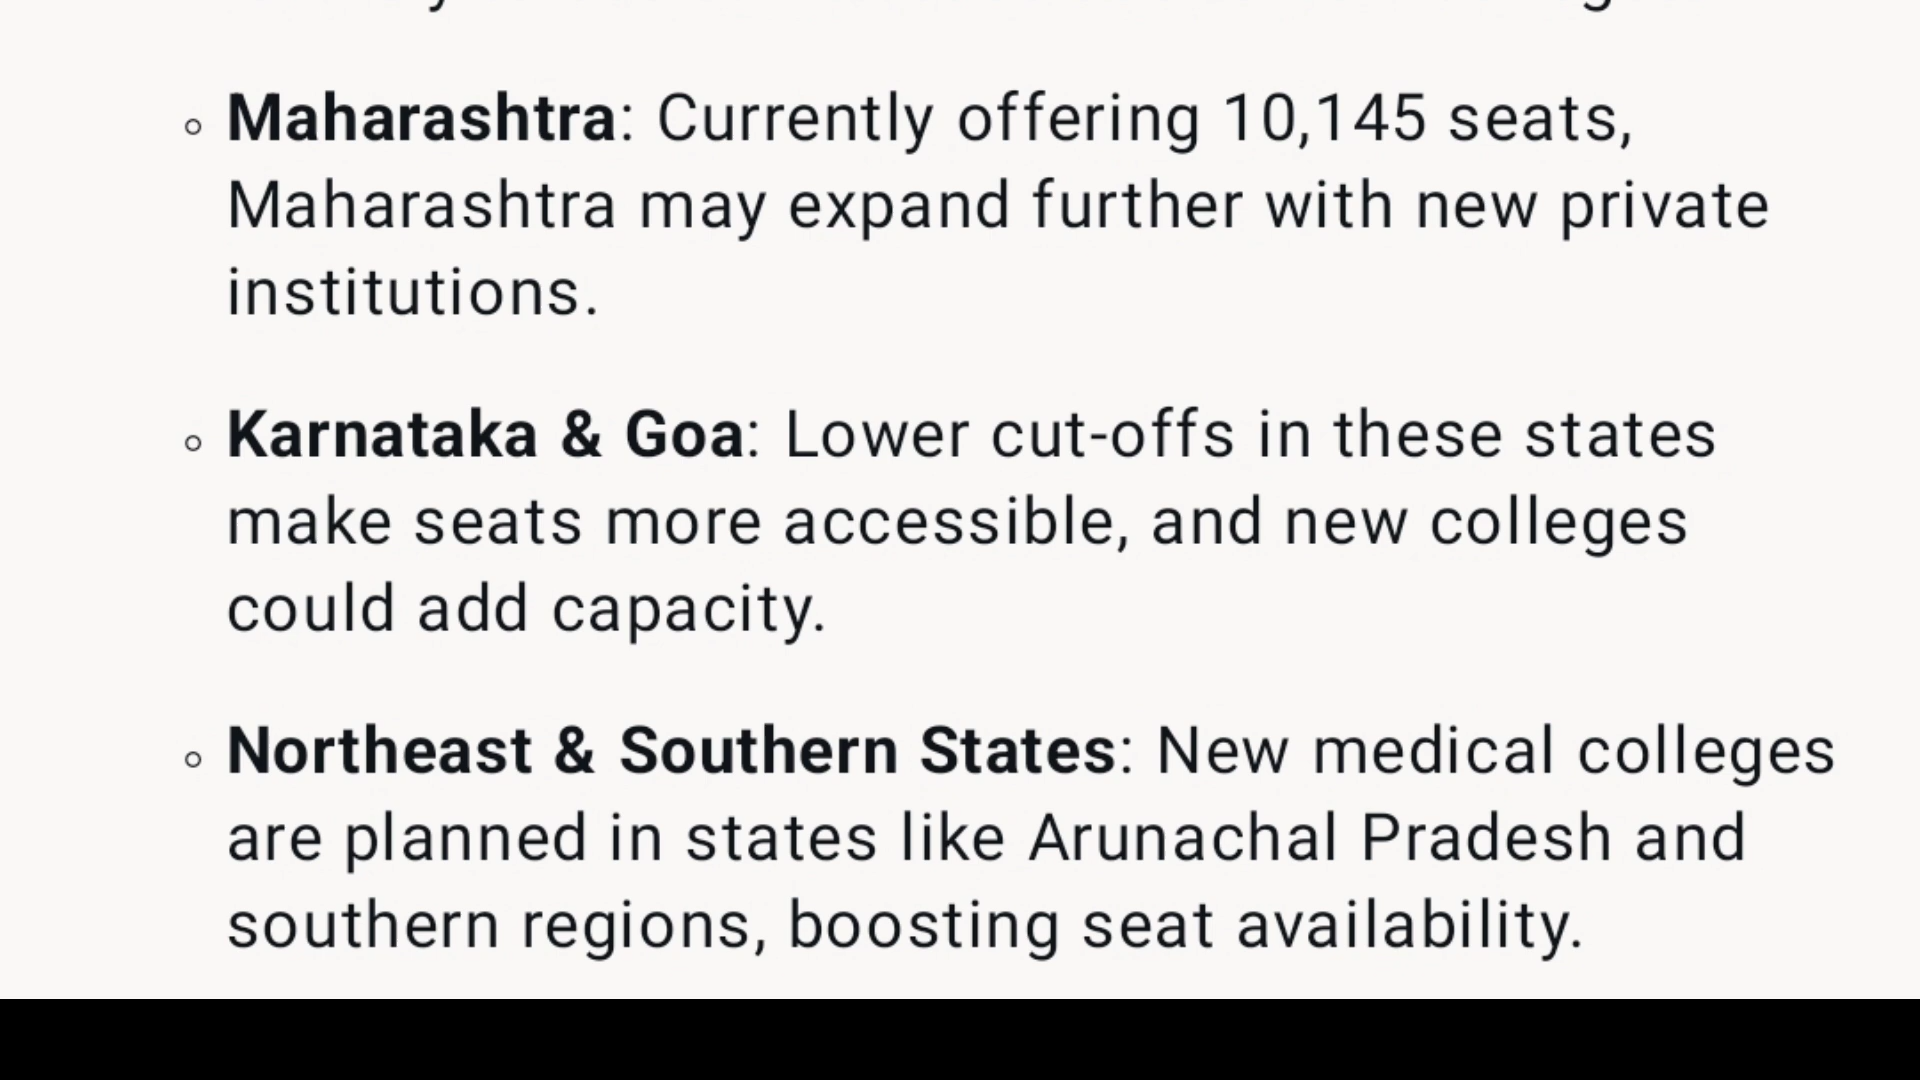 Maharashtra: Currently offering 10,145 seats,
Maharashtra may expand further with new private
institutions.
Karnataka & Goa: Lower cut-offs in these states
make seats more accessible, and new colleges
could add capacity.
Northeast & Southern States: New medical colleges
are planned in states like Arunachal Pradesh and
southern regions, boosting seat availability.